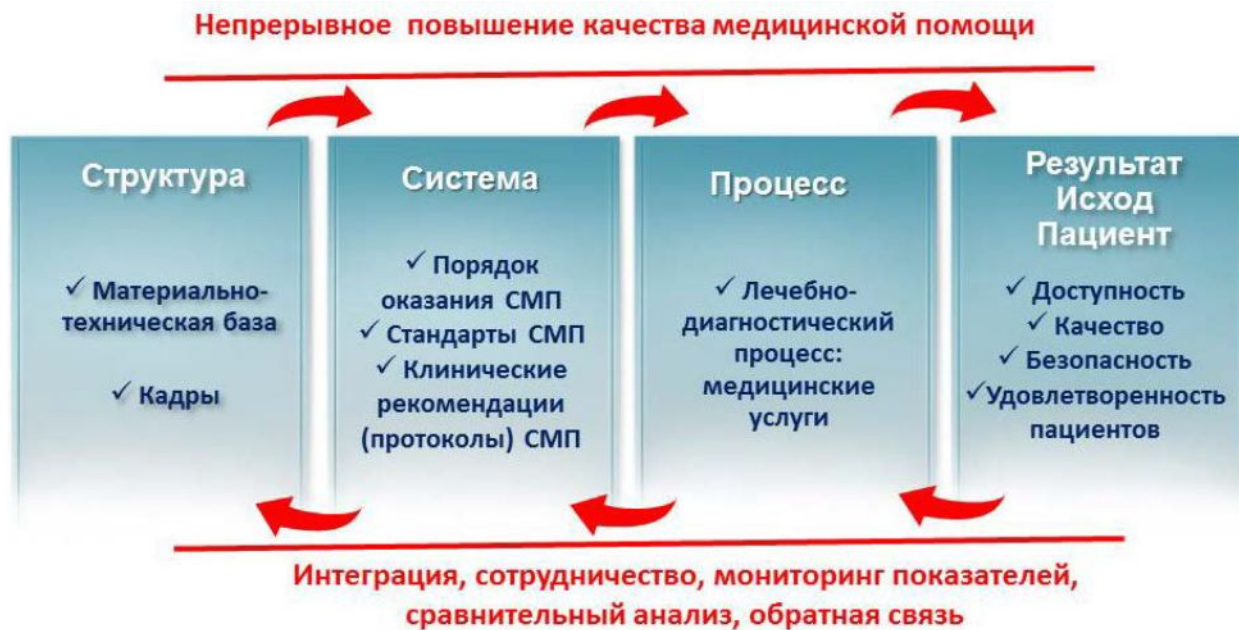 Непрерывное повышение качества медицинской помощи
Структура
✓ Материально-
техническая база
✓ Кадры
Система
✓ Порядок
оказания СМП
✓ Стандарты СМП
✓ Клинические
рекомендации
(протоколы) СМП
Процесс
✓ Лечебно-
диагностический
процесс:
медицинские
услуги
Результат
Исход
Пациент
✓ Доступность
✓ Качество
✓ Безопасность
✓Удовлетворенность
пациентов
Интеграция, сотрудничество, мониторинг показателей,
сравнительный анализ, обратная связь